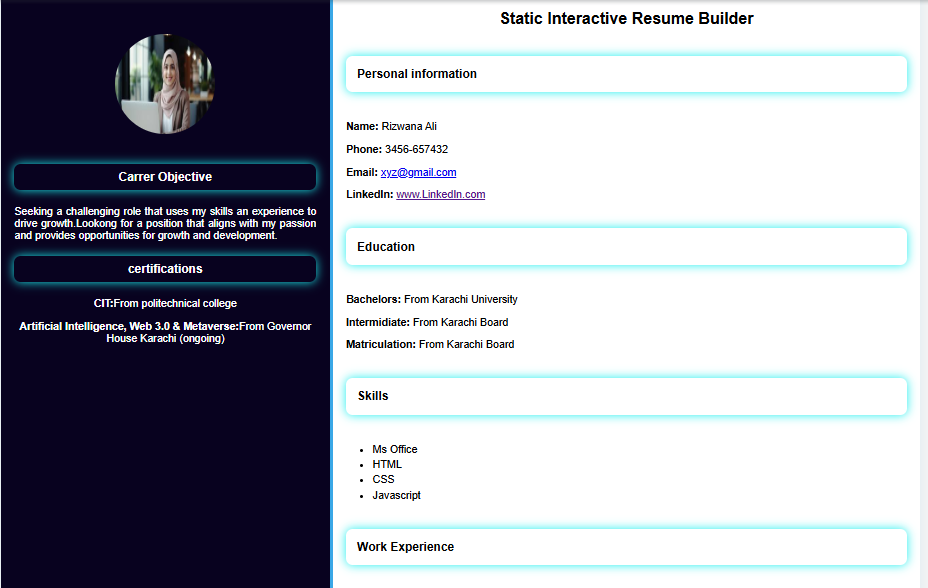 Static Interactive Resume Builder
Carrer Objective
Seeking a challenging role that uses my skills an experience to
drive growth.Lookong for a position that aligns with my passion
and provides opportunities for growth and development.
certifications
CIT:From politechnical college
Artificial Intelligence, Web 3.0 & Metaverse:From Governor
House Karachi (ongoing)
Personal information
Name: Rizwana Ali
Phone: 3456-657432
Email: xyz@gmail.com
LinkedIn: www.LinkedIn.com
Education
Bachelors: From Karachi University
Intermidiate: From Karachi Board
Matriculation: From Karachi Board
Skills
• Ms Office
• HTML
• CSS
• Javascript
Work Experience